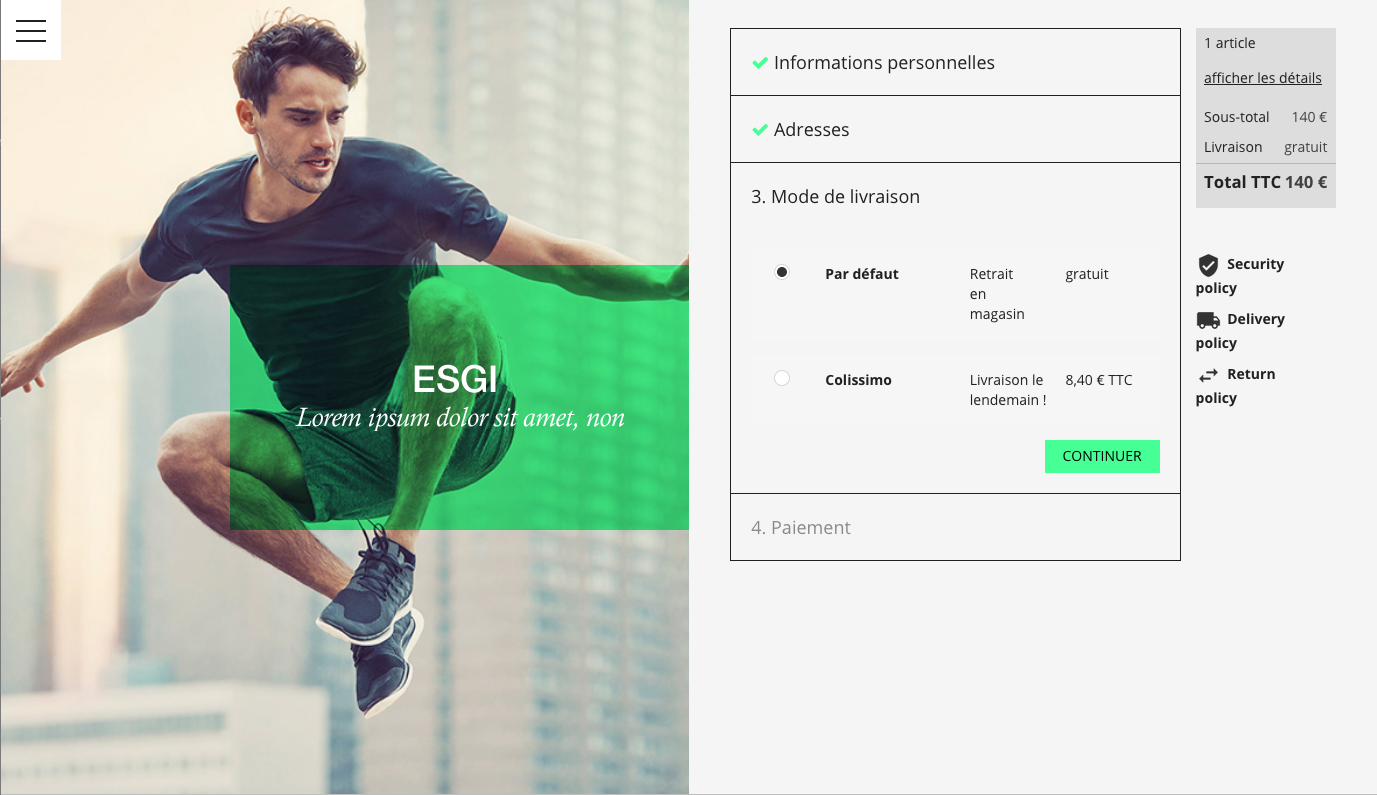 ESGI
Lorem ipsum dolor sit amet, non
Informations personnelles
Adresses
3. Mode de livraison
Par défaut
Retrait
en
magasin
gratuit
Colissimo
Livraison le
lendemain !
8,40 € TTC
CONTINUER
4. Paiement
1 article
afficher les détails
Sous-total 140 €
Livraison gratuit
Total TTC 140 €
Security
policy
Delivery
policy
Return
policy